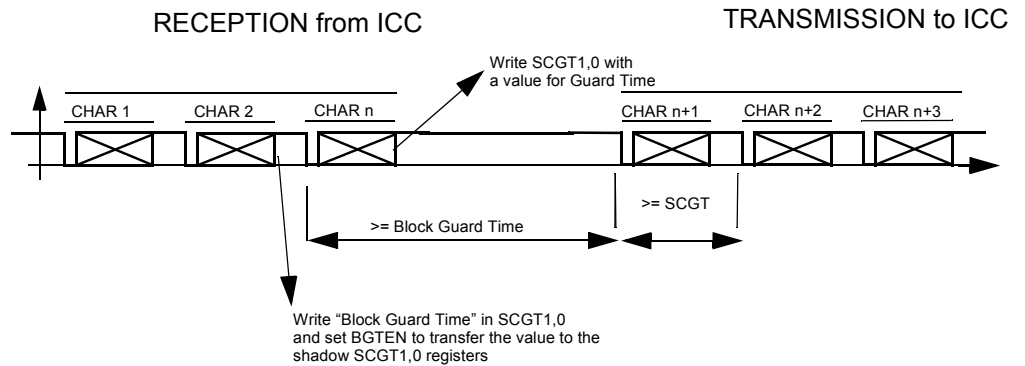 RECEPTION from ICC
TRANSMISSION to ICC
Write SCGT1,0 with
a value for Guard Time
CHAR 1
CHAR 2
CHAR n
CHAR n+1
CHAR n+2
CHAR n+3
>= SCGT
>= Block Guard Time
Write “Block Guard Time” in SCGT1,0
and set BGTEN to transfer the value to the
shadow SCGT1,0 registers